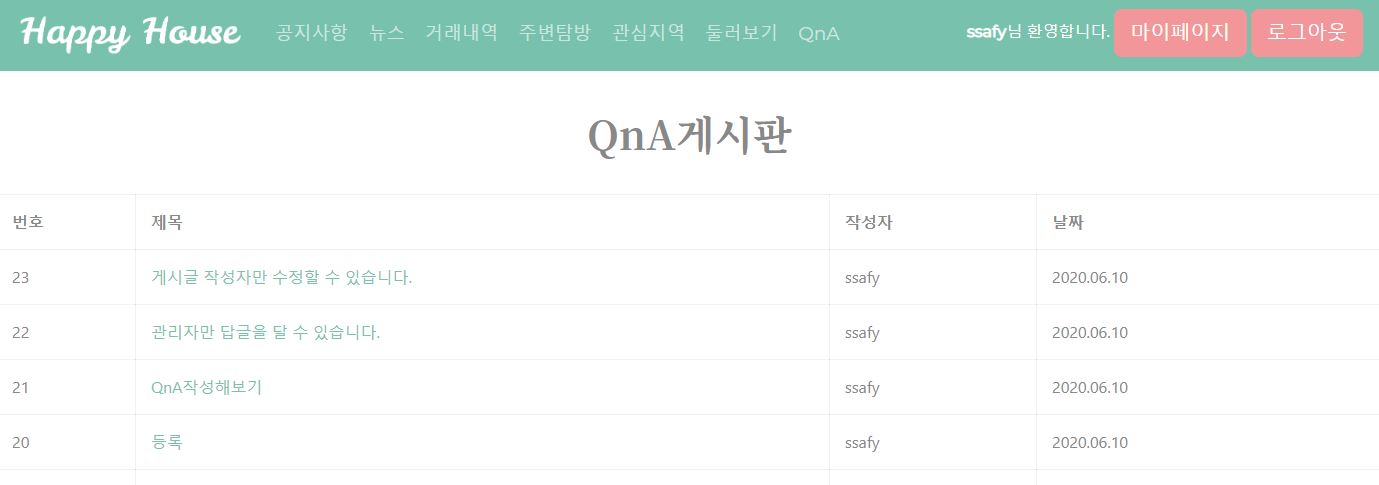 Happy House 공지사항 뉴스 거래내역 주변탐방 관심지역 둘러보기 QnA ssafy님 환영합니다. 마이페이지 로그아웃
QnA게시판
번호 제목 작성자 날짜
23 게시글 작성자만 수정할 수 있습니다. ssafy 2020.06.10
22 관리자만 답글을 달 수 있습니다. ssafy 2020.06.10
21 QnA작성해보기 ssafy 2020.06.10
20 등록 ssafy 2020.06.10